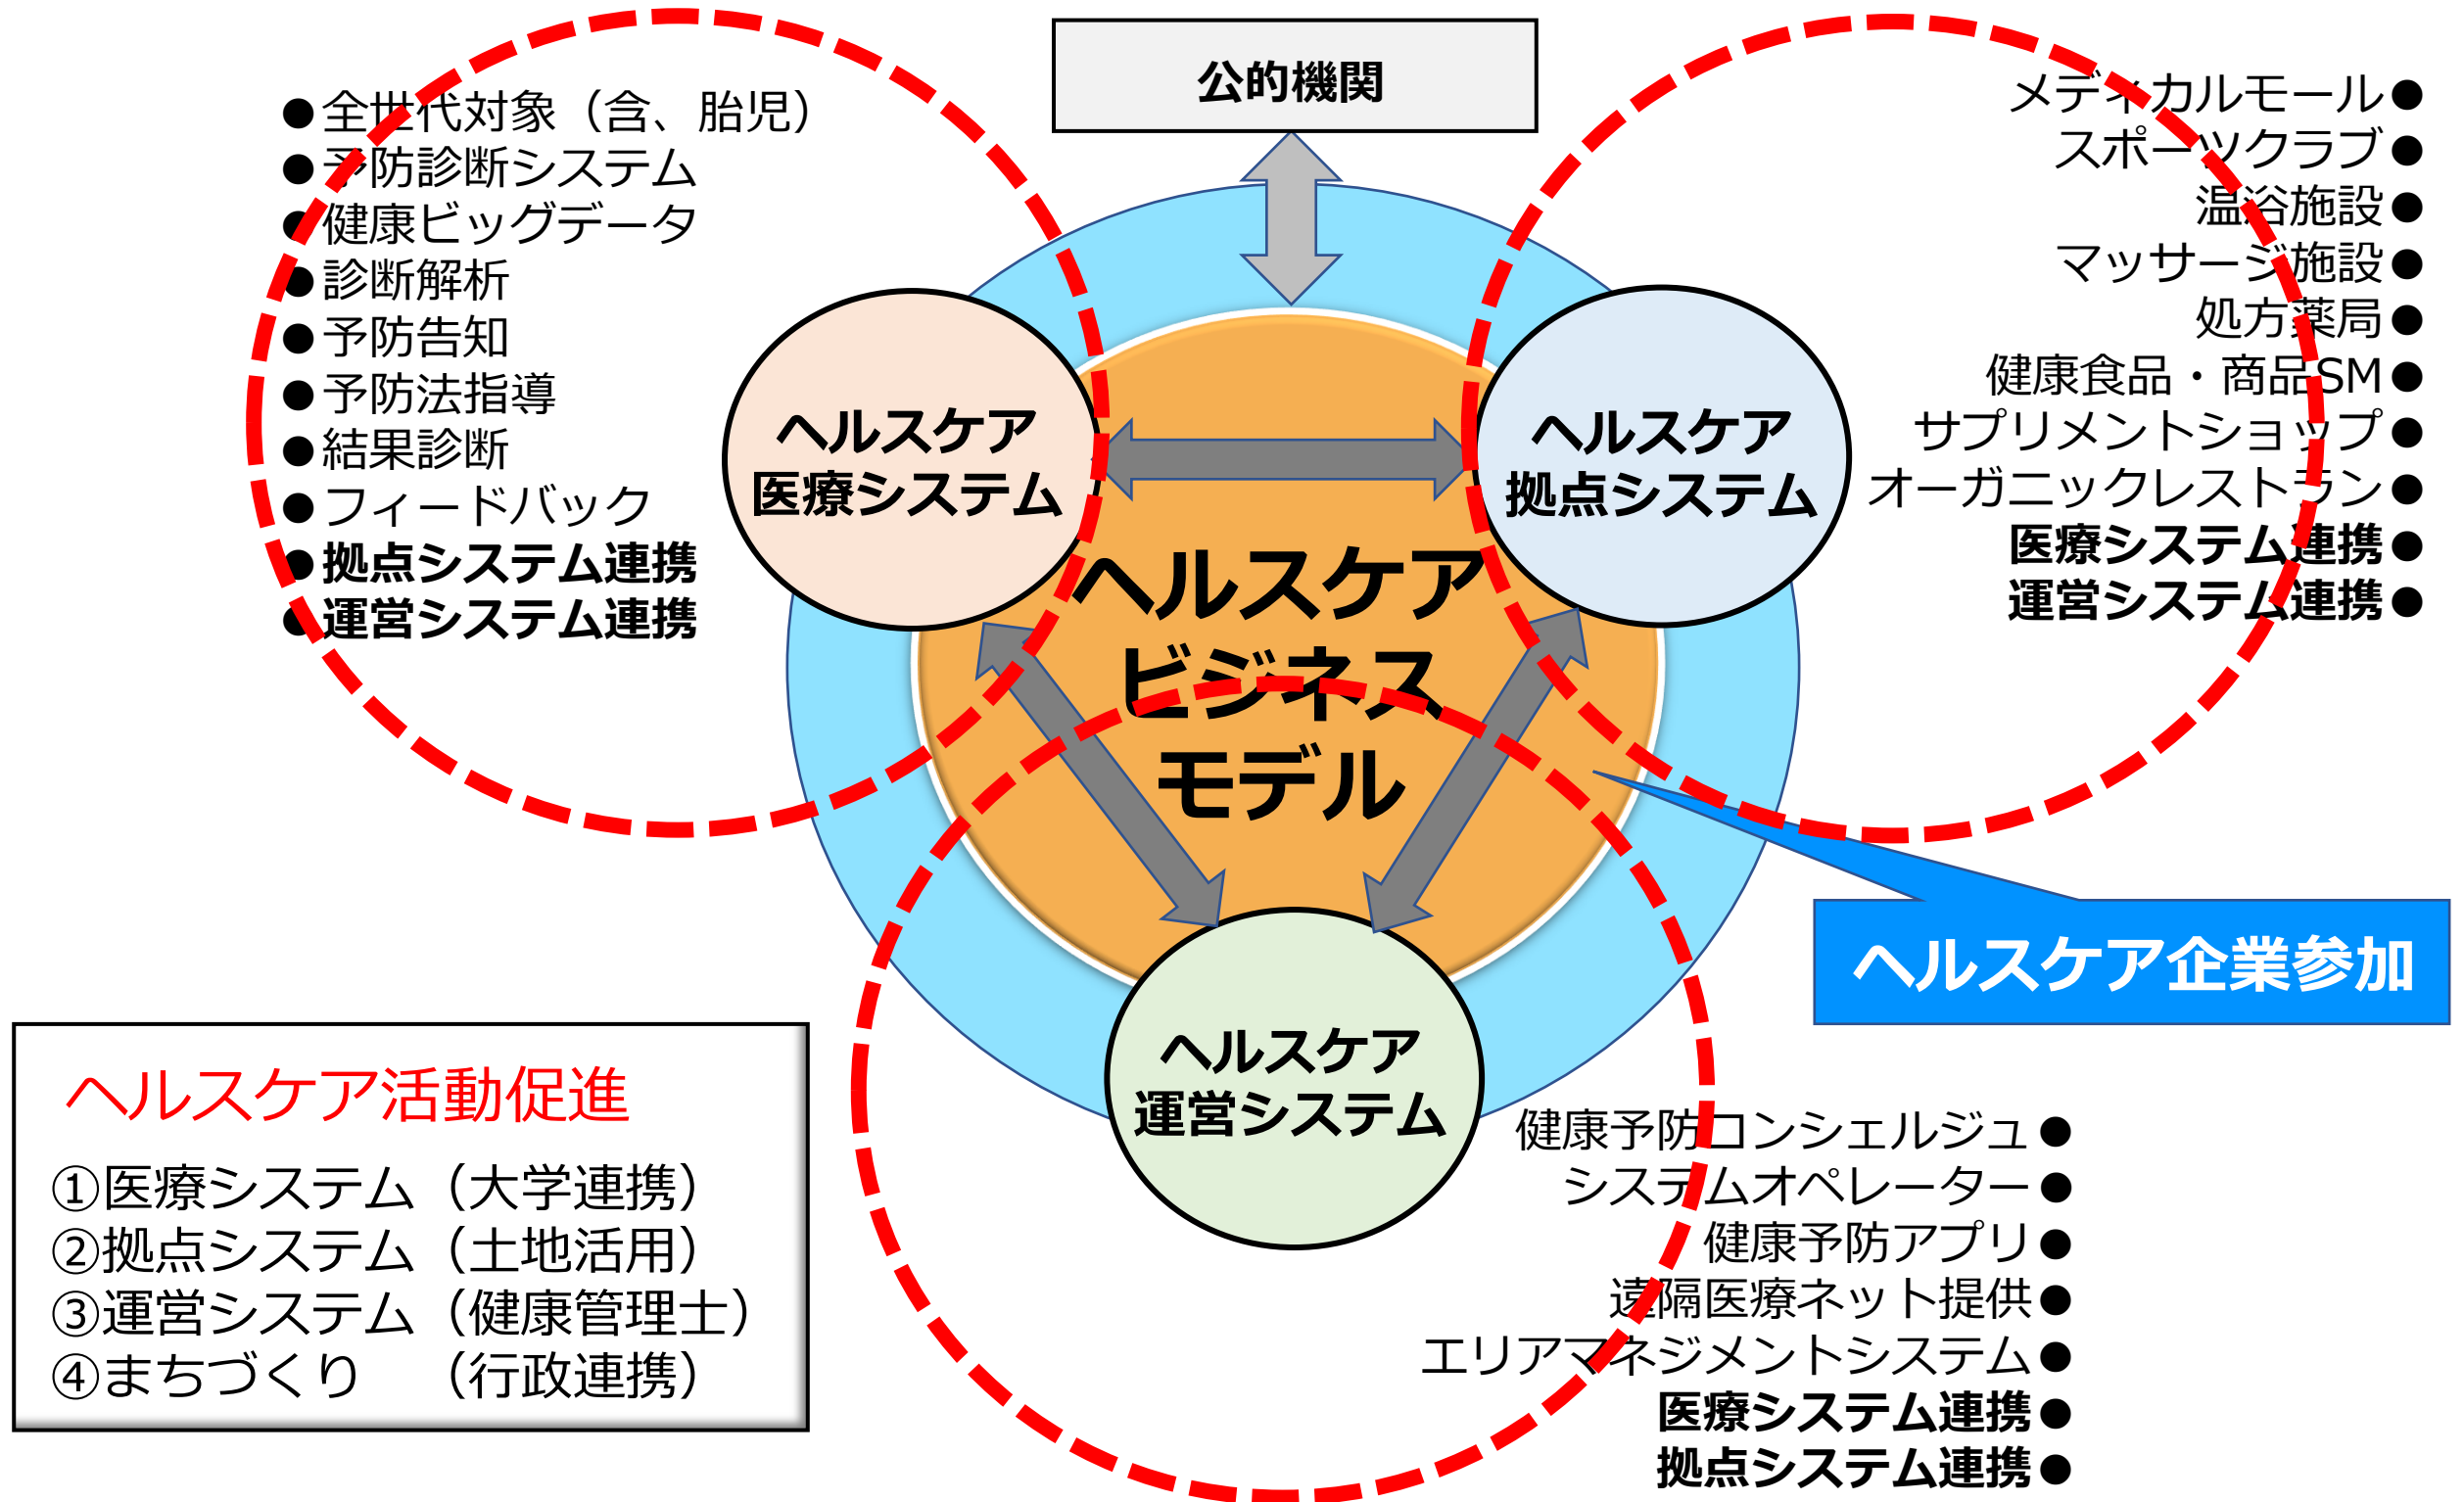 公的機関
●全世代対象（含、胎児）
●予防診断システム
●健康ビッグデータ
●診断解析
●予防告知
●予防法指導
●結果診断
●フィードバック
●拠点システム連携
●運営システム連携
メディカルモール●
スポーツクラブ●
温浴施設●
マッサージ施設●
処方薬局●
健康食品・商品SM●
サプリメントショップ●
オーガニックレストラン●
医療システム連携●
運営システム連携●
ヘルスケア
医療システム
ヘルスケア
拠点システム
ヘルスケア
ビジネス
モデル
ヘルスケア企業参加
ヘルスケア
運営システム
ヘルスケア活動促進
①医療システム（大学連携）
②拠点システム（土地活用）
③運営システム（健康管理士）
④まちづくり　（行政連携）
健康予防コンシェルジュ●
システムオペレーター●
健康予防アプリ●
遠隔医療ネット提供●
エリアマネジメントシステム●
医療システム連携●
拠点システム連携●